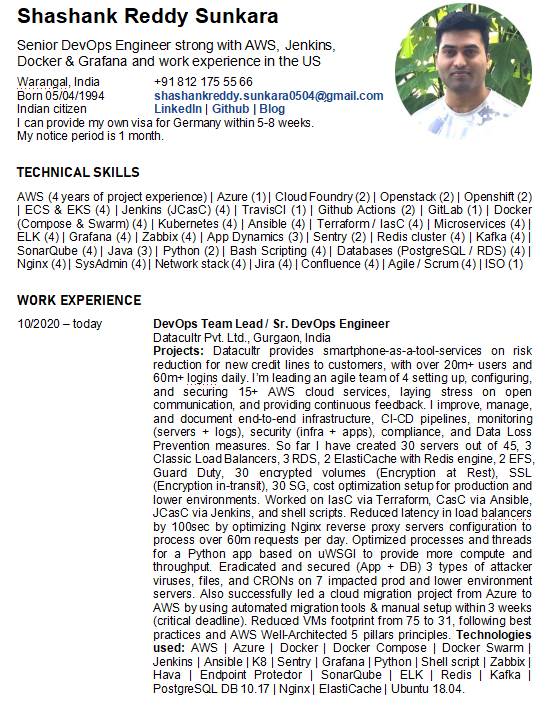 Shashank Reddy Sunkara
Senior DevOps Engineer strong with AWS, Jenkins,
Docker & Grafana and work experience in the US
Warangal, India +91 812 175 55 66
Born 05/04/1994 shashankreddy.sunkara0504@gmail.com
Indian citizen LinkedIn | Github | Blog
I can provide my own visa for Germany within 5-8 weeks.
My notice period is 1 month.
TECHNICAL SKILLS
AWS (4 years of project experience) | Azure (1) | Cloud Foundry (2) | Openstack (2) | Openshift (2)
| ECS & EKS (4) | Jenkins (JCasC) (4) | TravisCI (1) | Github Actions (2) | GitLab (1) | Docker
(Compose & Swarm) (4) | Kubernetes (4) | Ansible (4) | Terraform / IasC (4) | Microservices (4) |
ELK (4) | Grafana (4) | Zabbix (4) | App Dynamics (3) | Sentry (2) | Redis cluster (4) | Kafka (4) |
SonarQube (4) | Java (3) | Python (2) | Bash Scripting (4) | Databases (PostgreSQL / RDS) (4) |
Nginx (4) | SysAdmin (4) | Network stack (4) | Jira (4) | Confluence (4) | Agile / Scrum (4) | ISO (1)
WORK EXPERIENCE
10/2020 – today DevOps Team Lead / Sr. DevOps Engineer
Datacultr Pvt. Ltd., Gurgaon, India
Projects: Datacultr provides smartphone-as-a-tool-services on risk
reduction for new credit lines to customers, with over 20m+ users and
60m+ logins daily. I'm leading an agile team of 4 setting up, configuring,
and securing 15+ AWS cloud services, laying stress on open
communication, and providing continuous feedback. I improve, manage,
and document end-to-end infrastructure, CI-CD pipelines, monitoring
(servers + logs), security (infra + apps), compliance, and Data Loss
Prevention measures. So far I have created 30 servers out of 45, 3
Classic Load Balancers, 3 RDS, 2 ElastiCache with Redis engine, 2 EFS,
Guard Duty, 30 encrypted volumes (Encryption at Rest), SSL
(Encryption in-transit), 30 SG, cost optimization setup for production and
lower environments. Worked on IasC via Terraform, CasC via Ansible,
JCasC via Jenkins, and shell scripts. Reduced latency in load balancers
by 100sec by optimizing Nginx reverse proxy servers configuration to
process over 60m requests per day. Optimized processes and threads
for a Python app based on uWSGI to provide more compute and
throughput. Eradicated and secured (App + DB) 3 types of attacker
viruses, files, and CRONs on 7 impacted prod and lower environment
servers. Also successfully led a cloud migration project from Azure to
AWS by using automated migration tools & manual setup within 3 weeks
(critical deadline). Reduced VMs footprint from 75 to 31, following best
practices and AWS Well-Architected 5 pillars principles. Technologies
used: AWS | Azure | Docker | Docker Compose | Docker Swarm |
Jenkins | Ansible | K8 | Sentry | Grafana | Python | Shell script | Zabbix |
Hava | Endpoint Protector | SonarQube | ELK | Redis | Kafka |
PostgreSQL DB 10.17 | Nginx | ElastiCache | Ubuntu 18.04.